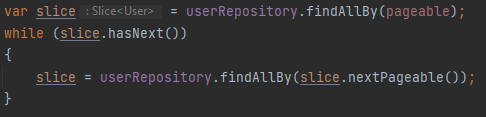 var slice : Slice<User> = userRepository.findAllBy(pageable);
while (slice.hasNext())
{
slice = userRepository.findAllBy(slice.nextPageable());
}